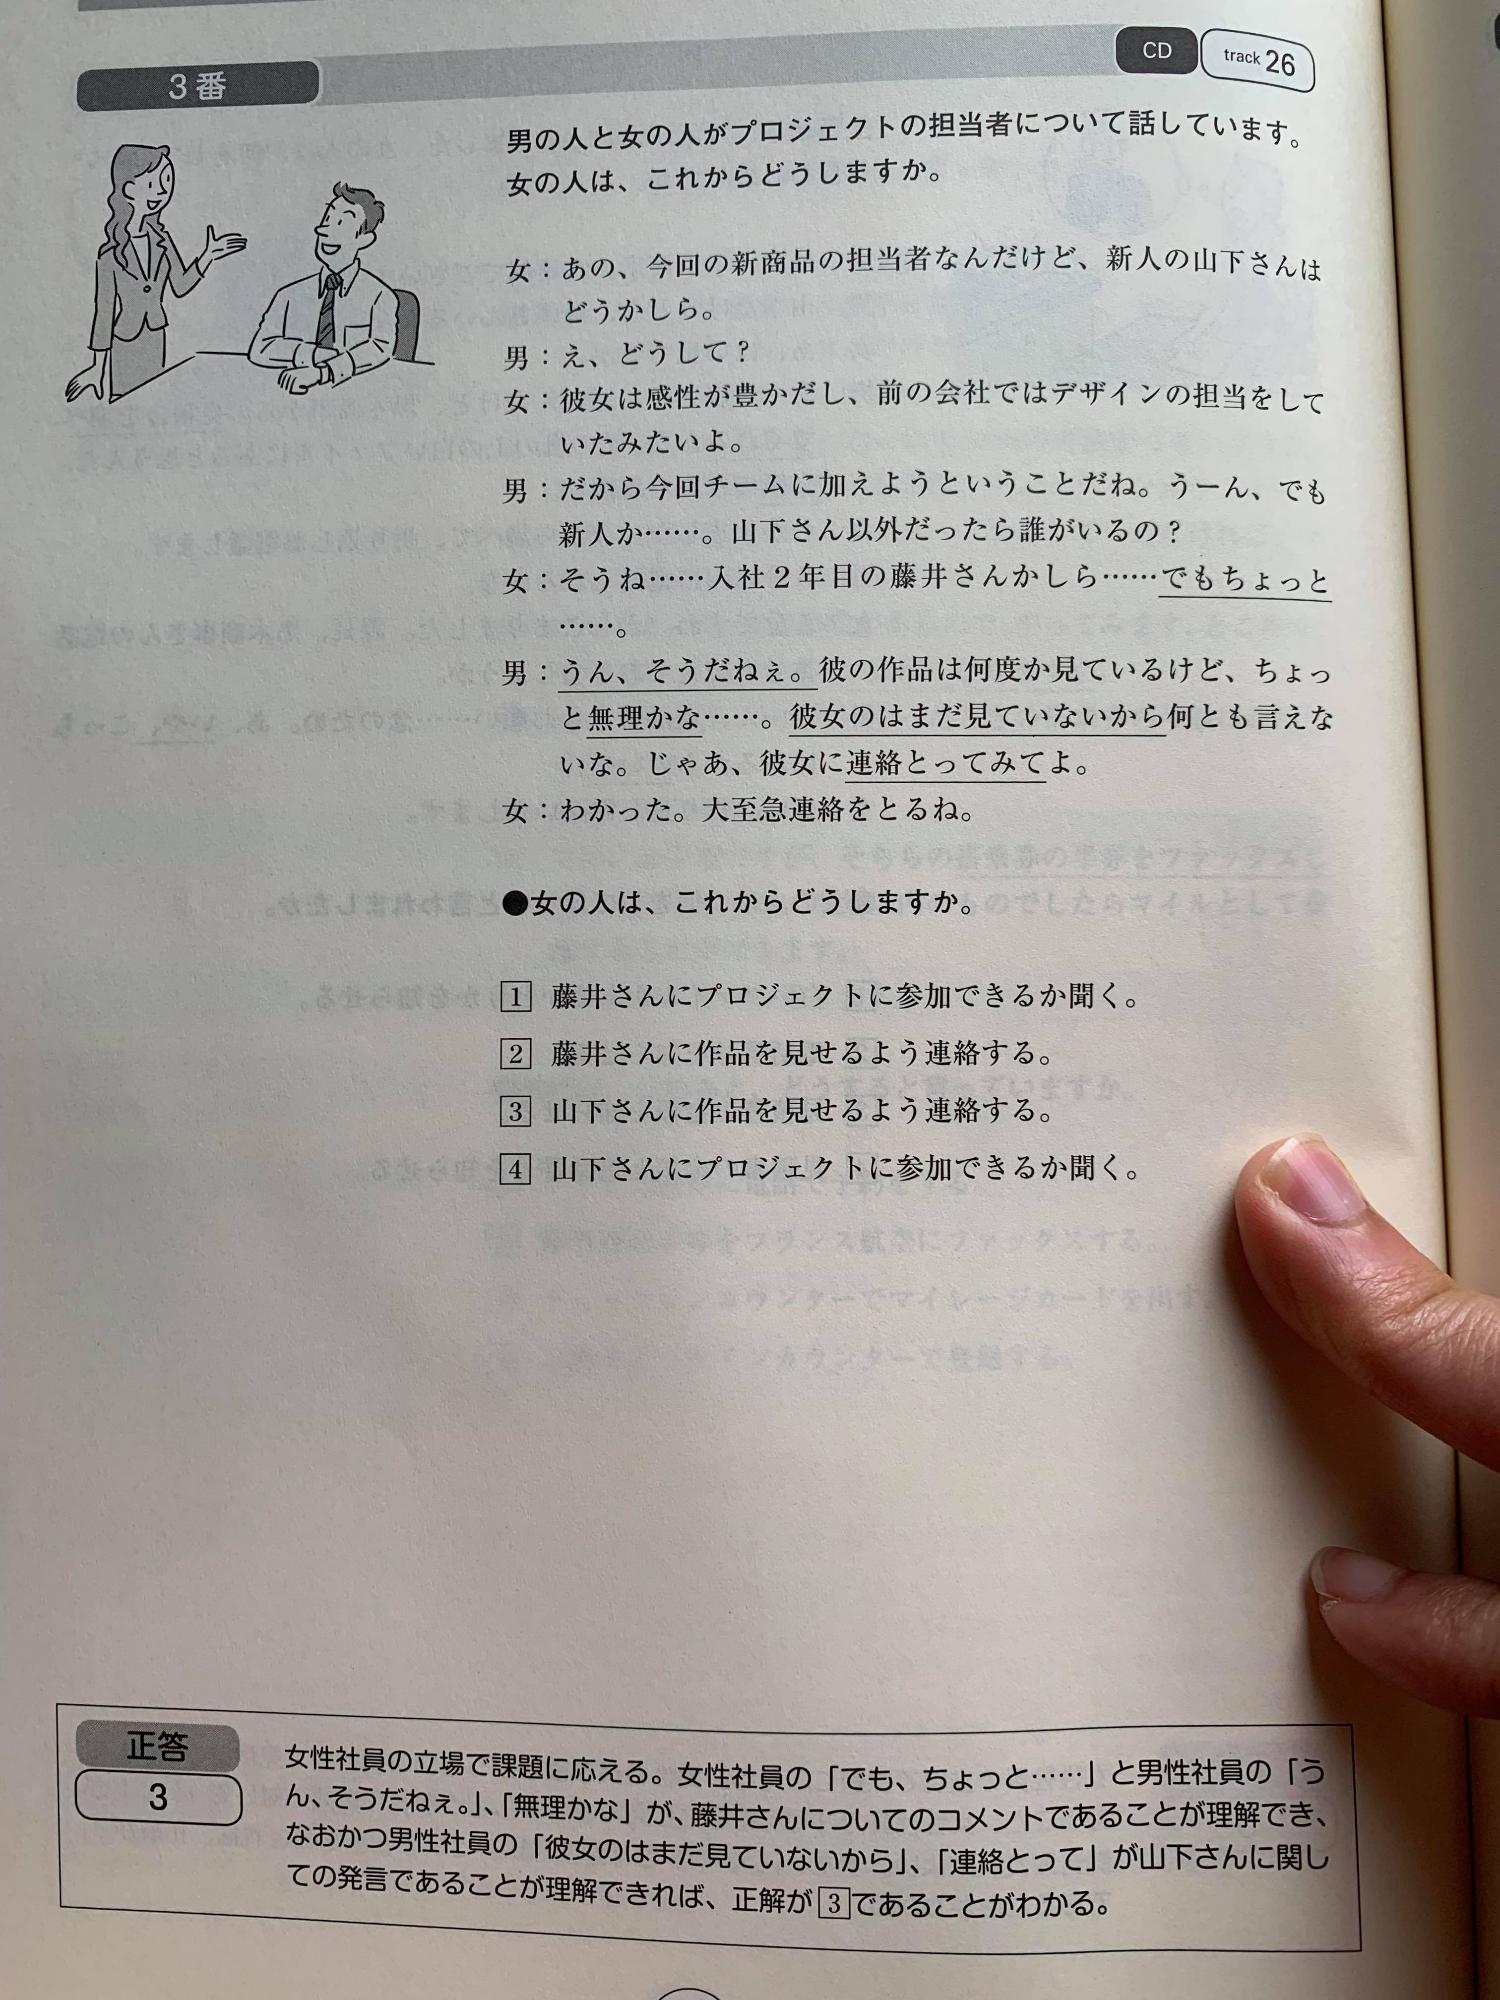 3番
CD
track 26
男の人と女の人がプロジェクトの担当者について話しています。
女の人は、これからどうしますか。
女：あの、今回の新商品の担当者なんだけど、新人の山下さんは
どうかしら。
男：え、どうして？
女：彼女は感性が豊かだし、前の会社ではデザインの担当をして
いたみたいよ。
男：だから今回チームに加えようということだね。うーん、でも
新人か……。山下さん以外だったら誰がいるの？
女：そうね……入社２年目の藤井さんかしら……でもちょっと
……。
男：うん、そうだねぇ。彼の作品は何度か見ているけど、ちょっ
と無理かな……。彼女のはまだ見ていないから何とも言えな
いな。じゃあ、彼女に連絡とってみてよ。
女：わかった。大至急連絡をとるね。
●女の人は、これからどうしますか。
1 藤井さんにプロジェクトに参加できるか聞く。
2 藤井さんに作品を見せるよう連絡する。
3 山下さんに作品を見せるよう連絡する。
4 山下さんにプロジェクトに参加できるか聞く。
正答
3
女性社員の立場で課題に応える。女性社員の「でも、ちょっと……」と男性社員の「う
ん、そうだねぇ。」、「無理かな」が、藤井さんについてのコメントであることが理解でき、
なおかつ男性社員の「彼女のはまだ見ていないから」、「連絡とって」が山下さんに関し
ての発言であることが理解できれば、正解が3であることがわかる。